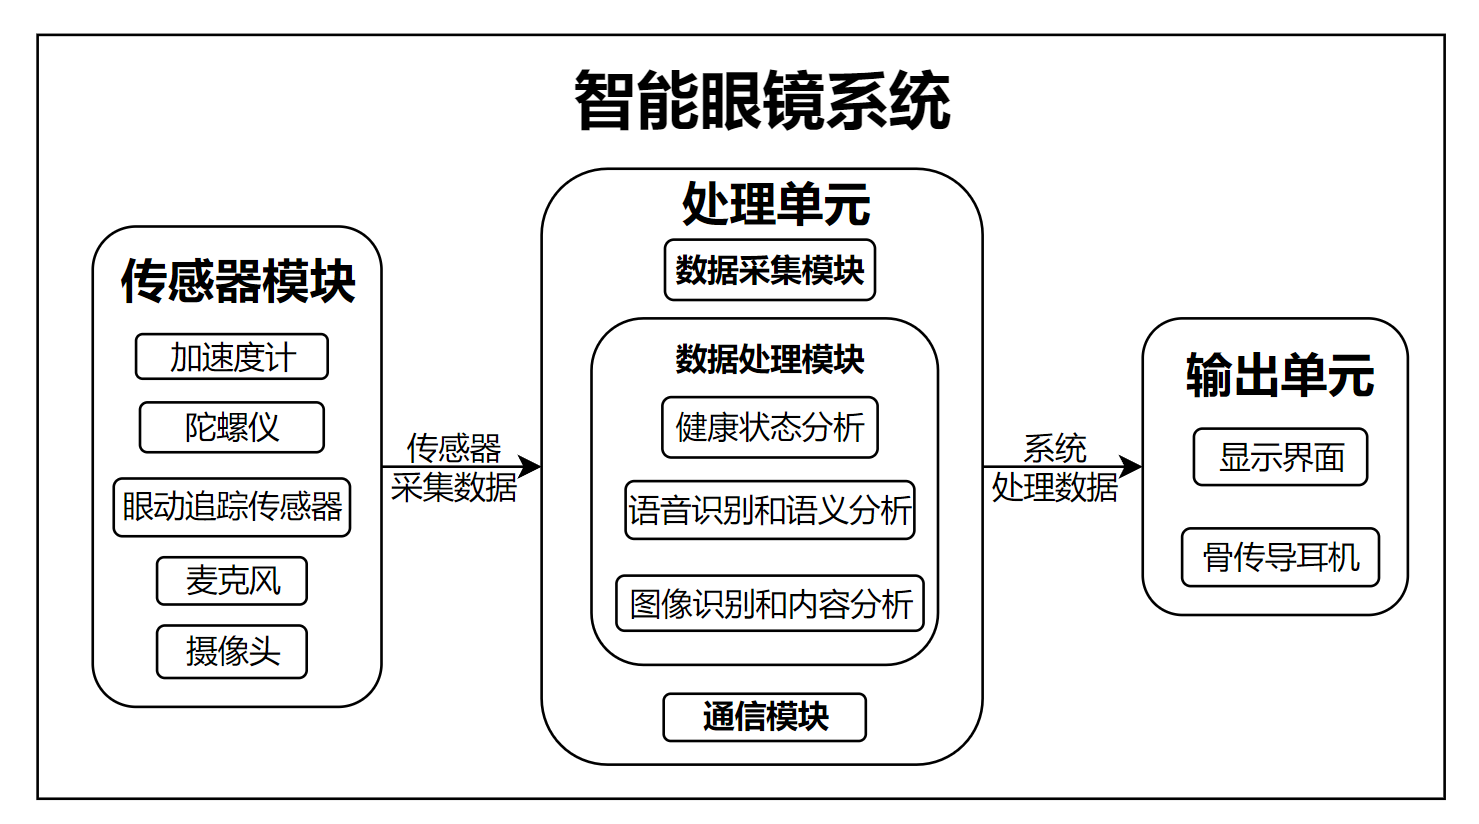 智能眼镜系统
传感器模块
加速度计
陀螺仪
眼动追踪传感器
麦克风
摄像头
传感器
采集数据
处理单元
数据采集模块
数据处理模块
健康状态分析
语音识别和语义分析
图像识别和内容分析
通信模块
系统
处理数据
输出单元
显示界面
骨传导耳机